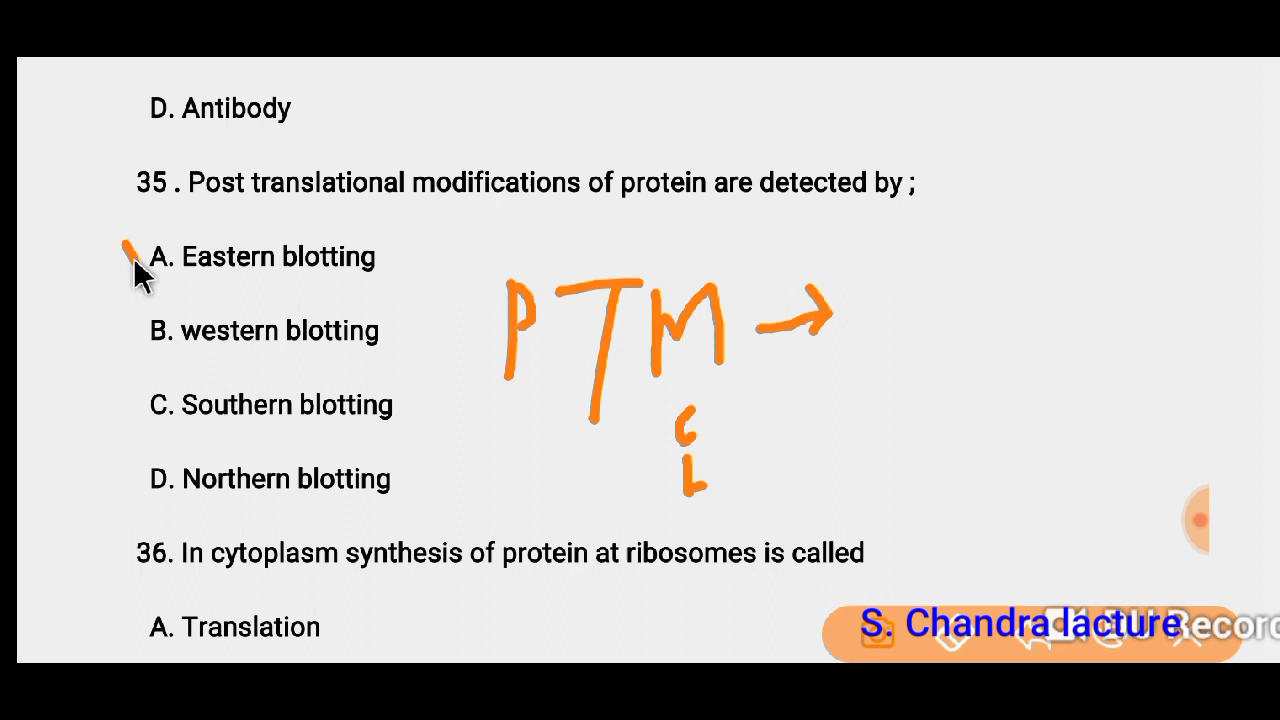 D. Antibody
35 . Post translational modifications of protein are detected by ;
A. Eastern blotting
PTM →
B. western blotting
C. Southern blotting
C
L
D. Northern blotting
36. In cytoplasm synthesis of protein at ribosomes is called
A. Translation
S. Chandra lacture